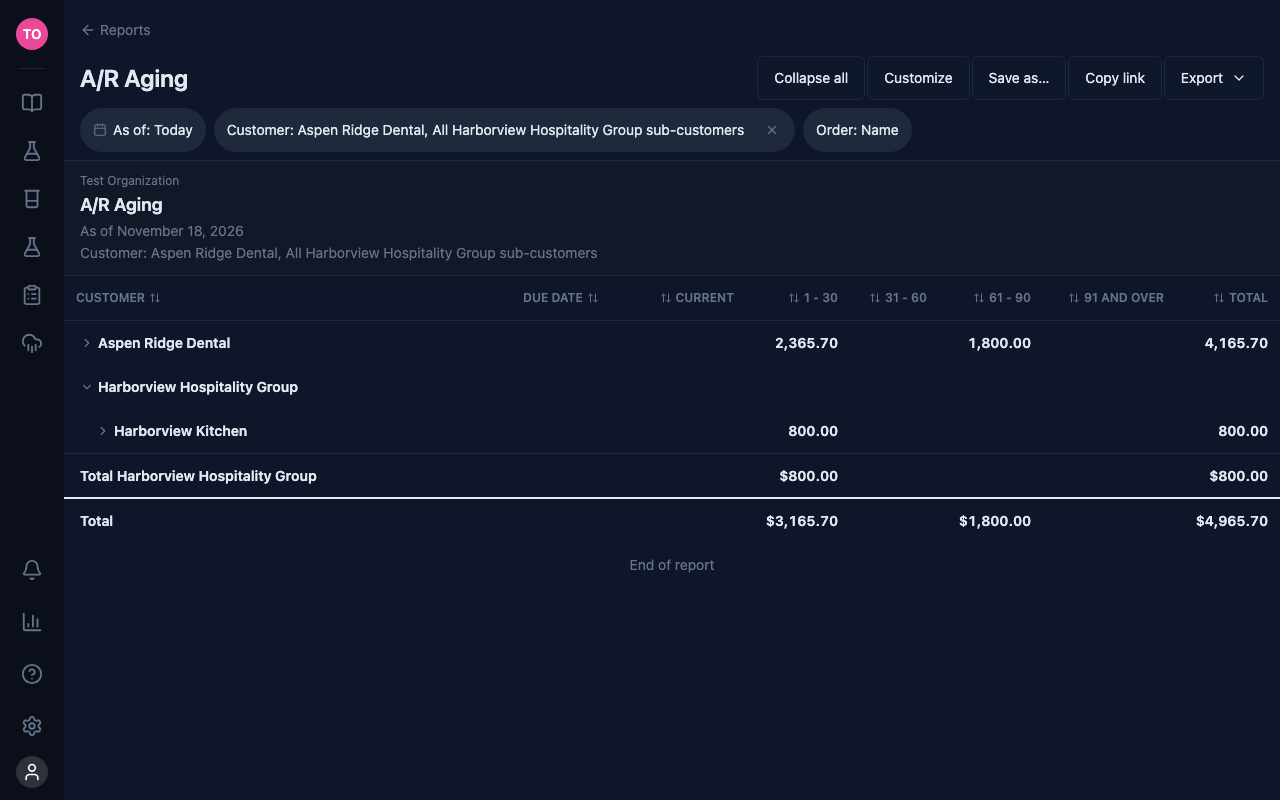 TO
Reports
A/R Aging
Collapse all
Customize
Save as...
Copy link
Export
As of: Today
Customer: Aspen Ridge Dental, All Harborview Hospitality Group sub-customers
Order: Name
Test Organization
A/R Aging
As of November 18, 2026
Customer: Aspen Ridge Dental, All Harborview Hospitality Group sub-customers
CUSTOMER DUE DATE CURRENT 1 - 30 31 - 60 61 - 90 91 AND OVER TOTAL
Aspen Ridge Dental 2,365.70 1,800.00 4,165.70
Harborview Hospitality Group
Harborview Kitchen 800.00 800.00
Total Harborview Hospitality Group $800.00 $800.00
Total $3,165.70 $1,800.00 $4,965.70
End of report